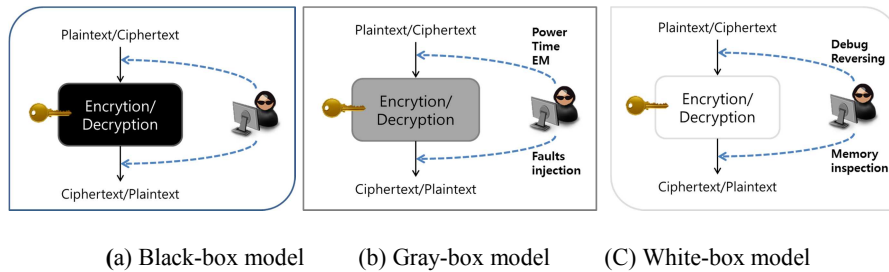 Plaintext/Ciphertext
Encrytion/
Decryption
Ciphertext/Plaintext
Plaintext/Ciphertext
Power
Time
EM
Encrytion/
Decryption
Faults
injection
Ciphertext/Plaintext
Plaintext/Ciphertext
Debug
Reversing
Encrytion/
Decryption
Memory
inspection
Ciphertext/Plaintext
(a) Black-box model
(b) Gray-box model
(C) White-box model